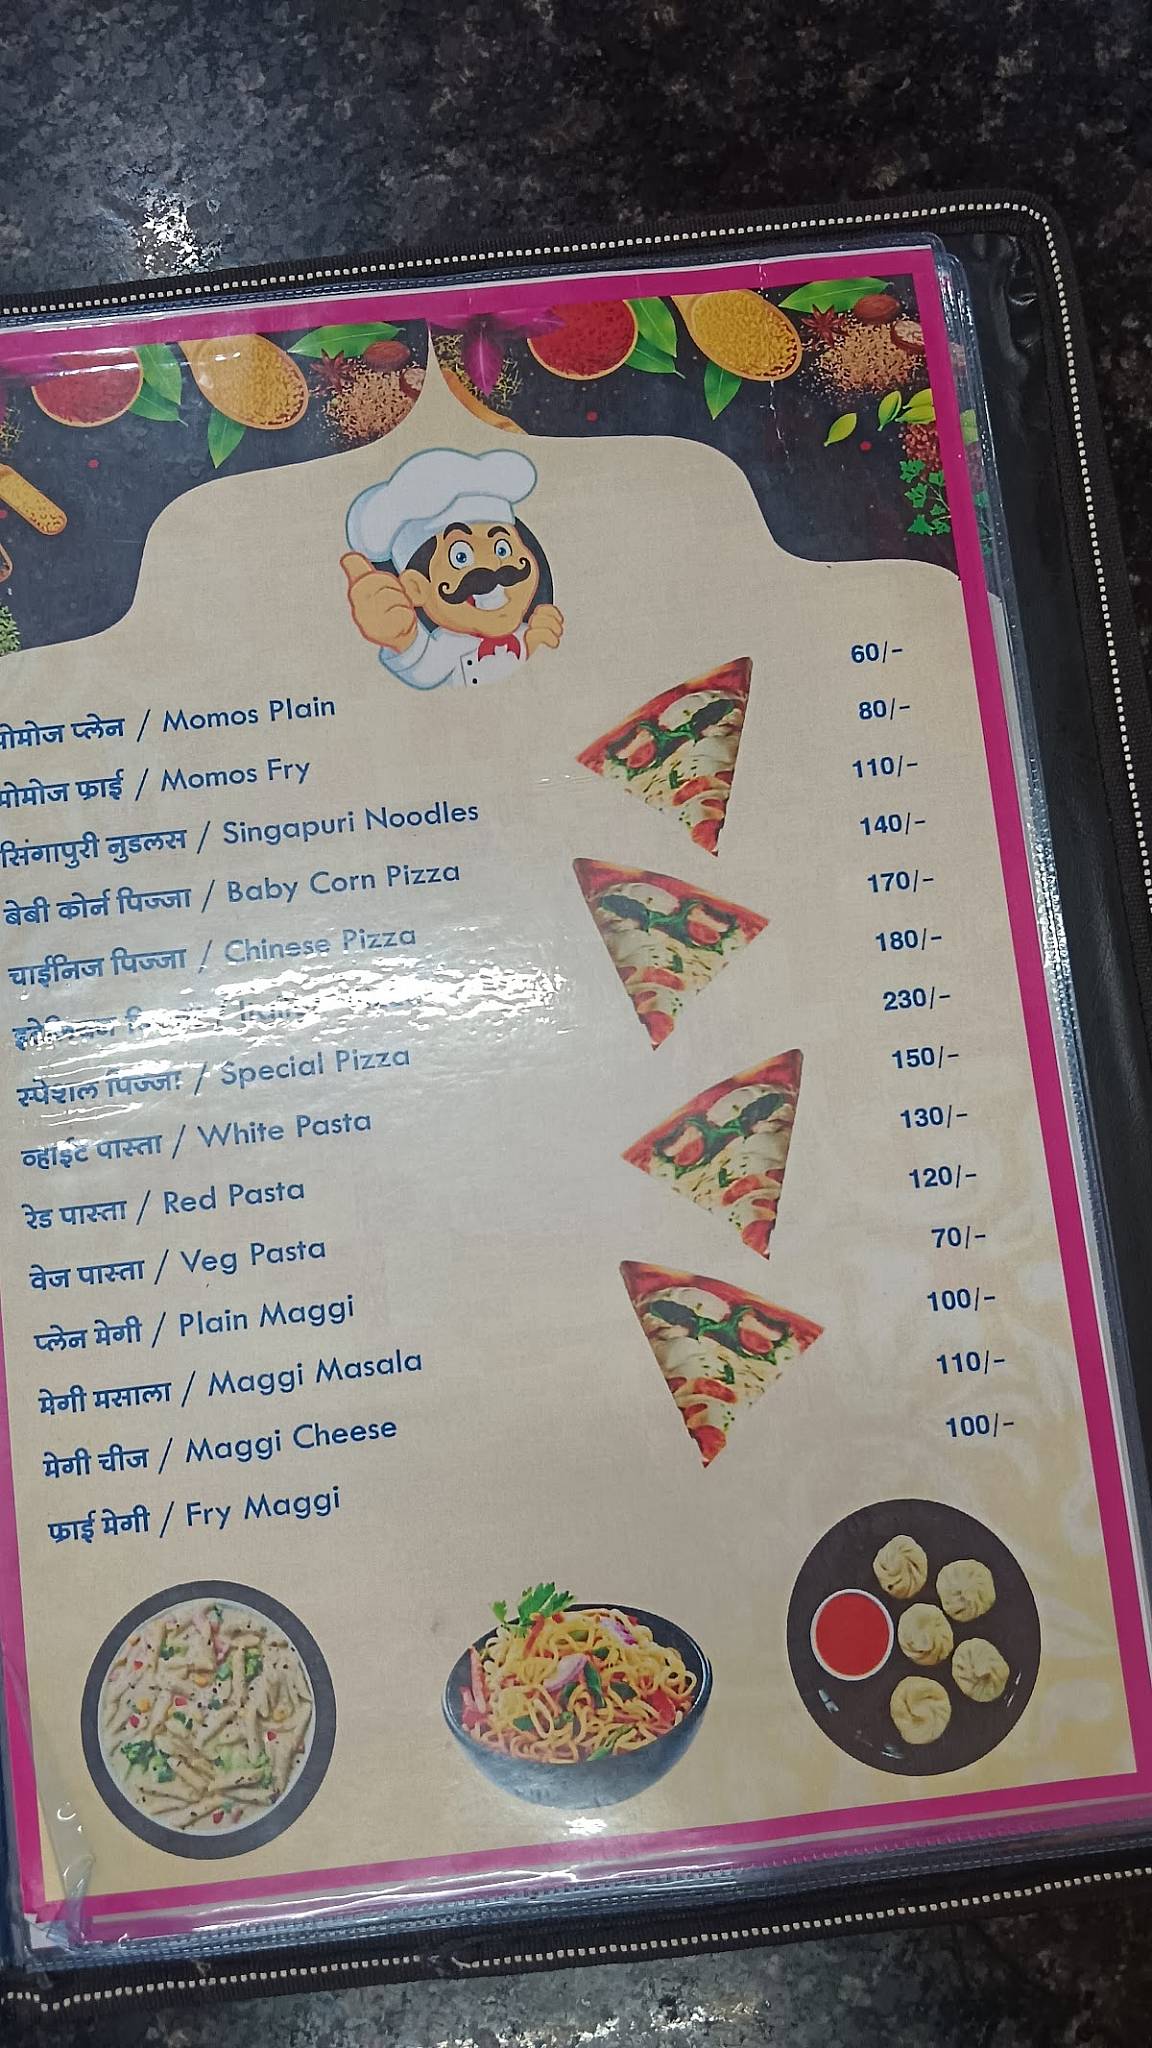 मोमोज प्लेन / Momos Plain 60/-
मोमोज फ्राई / Momos Fry 80/-
सिंगापुरी नुडलस / Singapuri Noodles 110/-
बेबी कोर्न पिज्जा / Baby Corn Pizza 140/-
चाईनिज पिज्जा / Chinese Pizza 170/-
180/-
स्पेशल पिज्जा / Special Pizza 230/-
व्हाईट पास्ता / White Pasta 150/-
रेड पास्ता / Red Pasta 130/-
वेज पास्ता / Veg Pasta 120/-
प्लेन मेगी / Plain Maggi 70/-
मेगी मसाला / Maggi Masala 100/-
मेगी चीज / Maggi Cheese 110/-
फ्राई मेगी / Fry Maggi 100/-